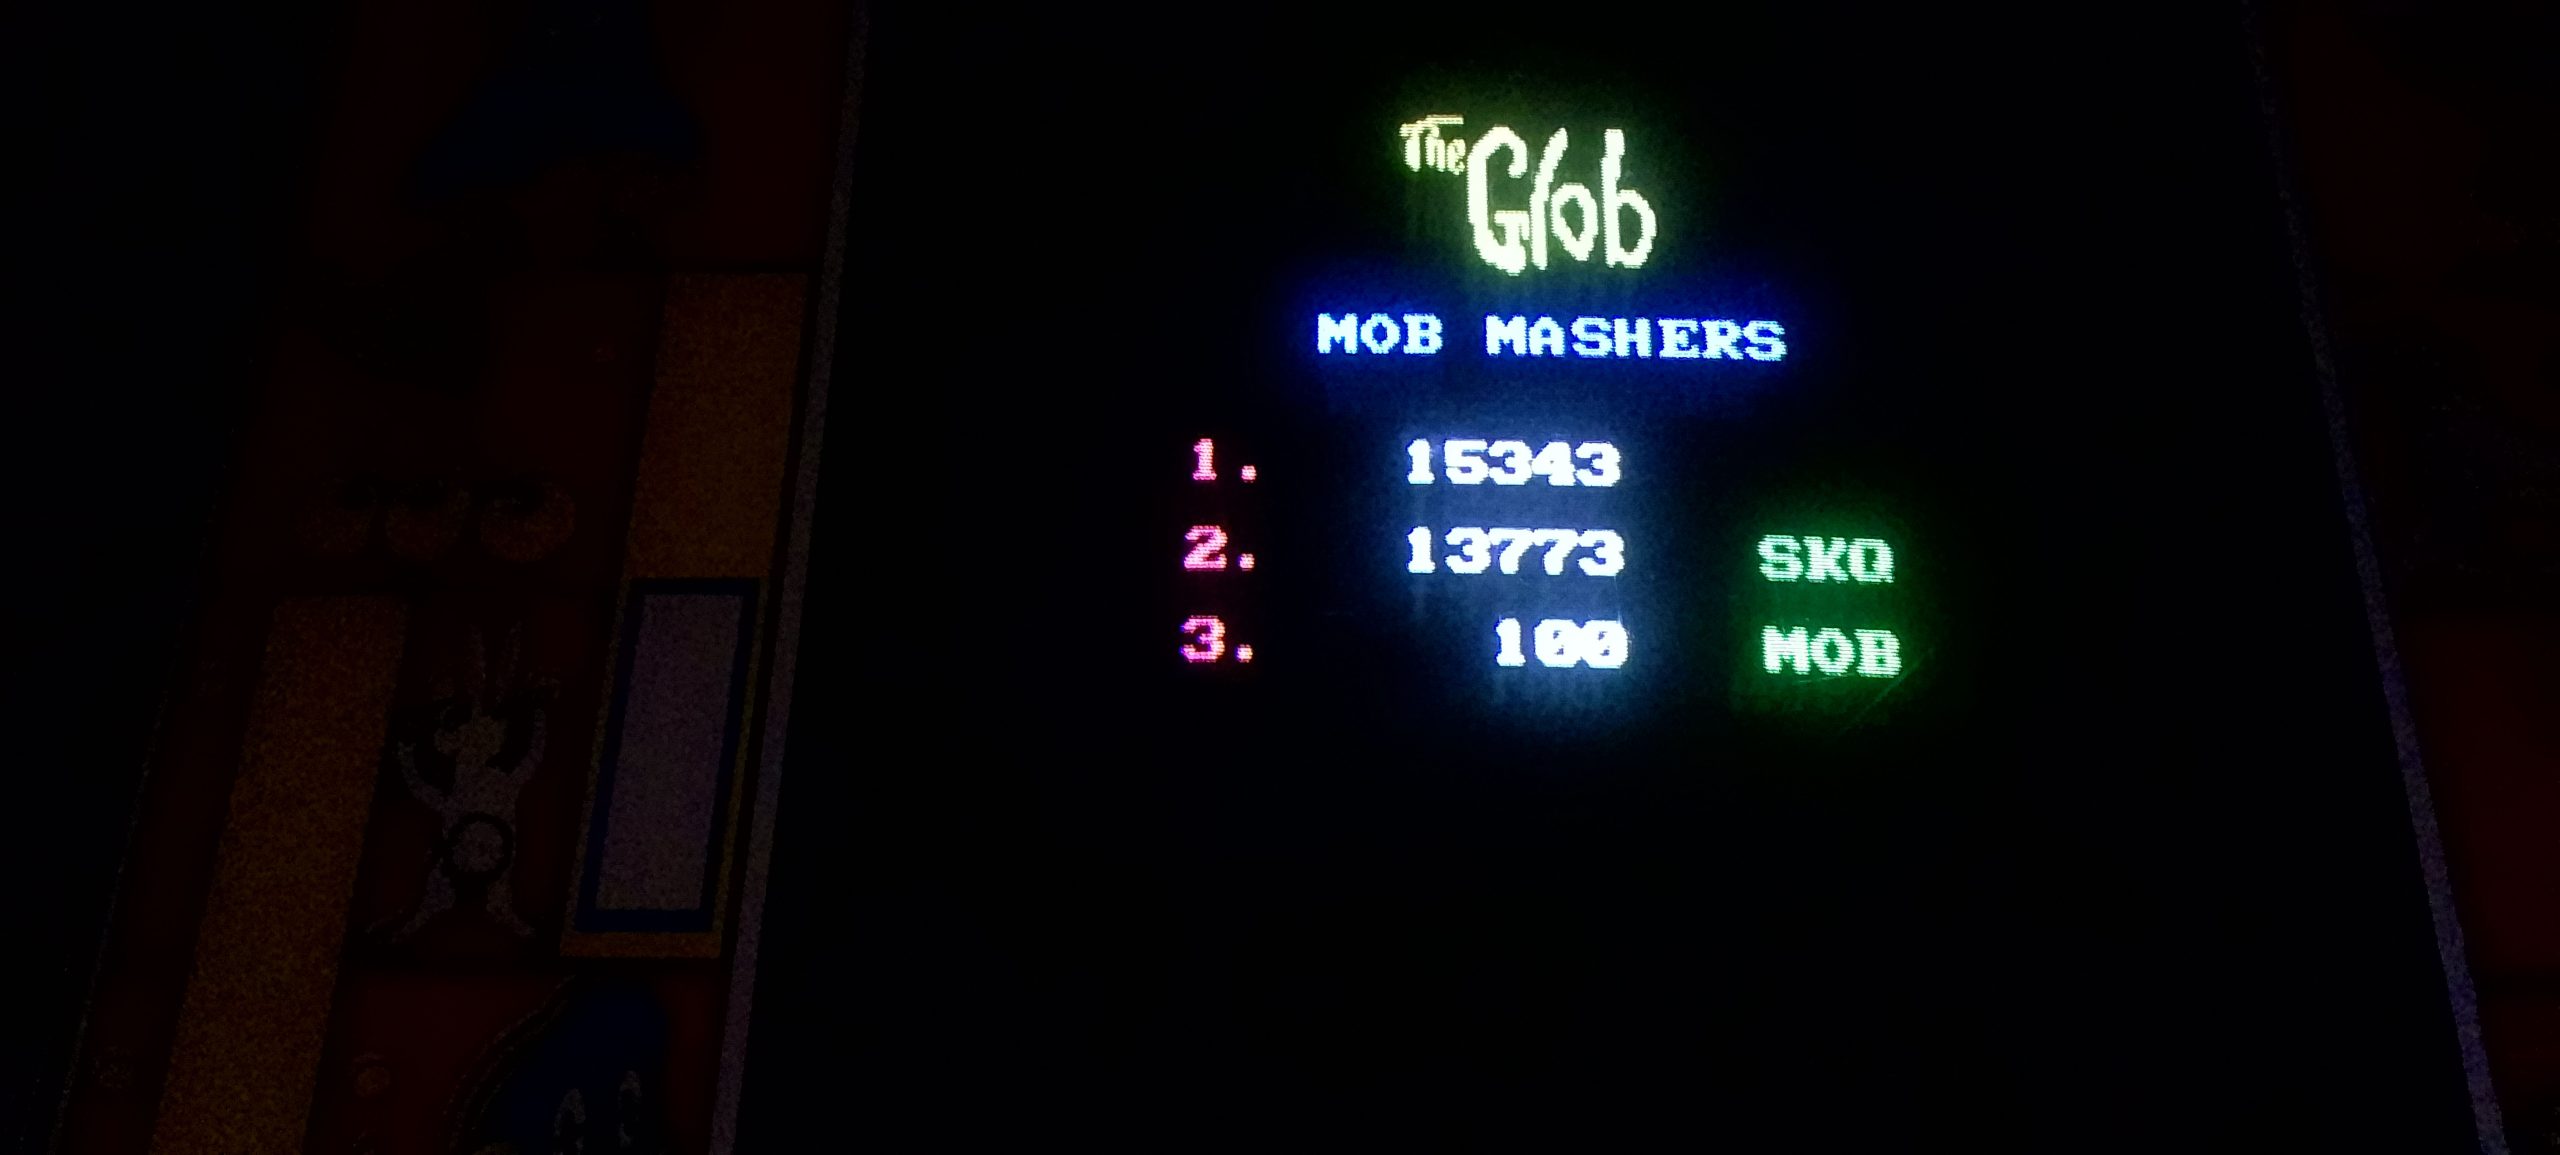 The Glob
MOB MASHERS
1. 15343
2. 13773 SKQ
3. 100 MOB